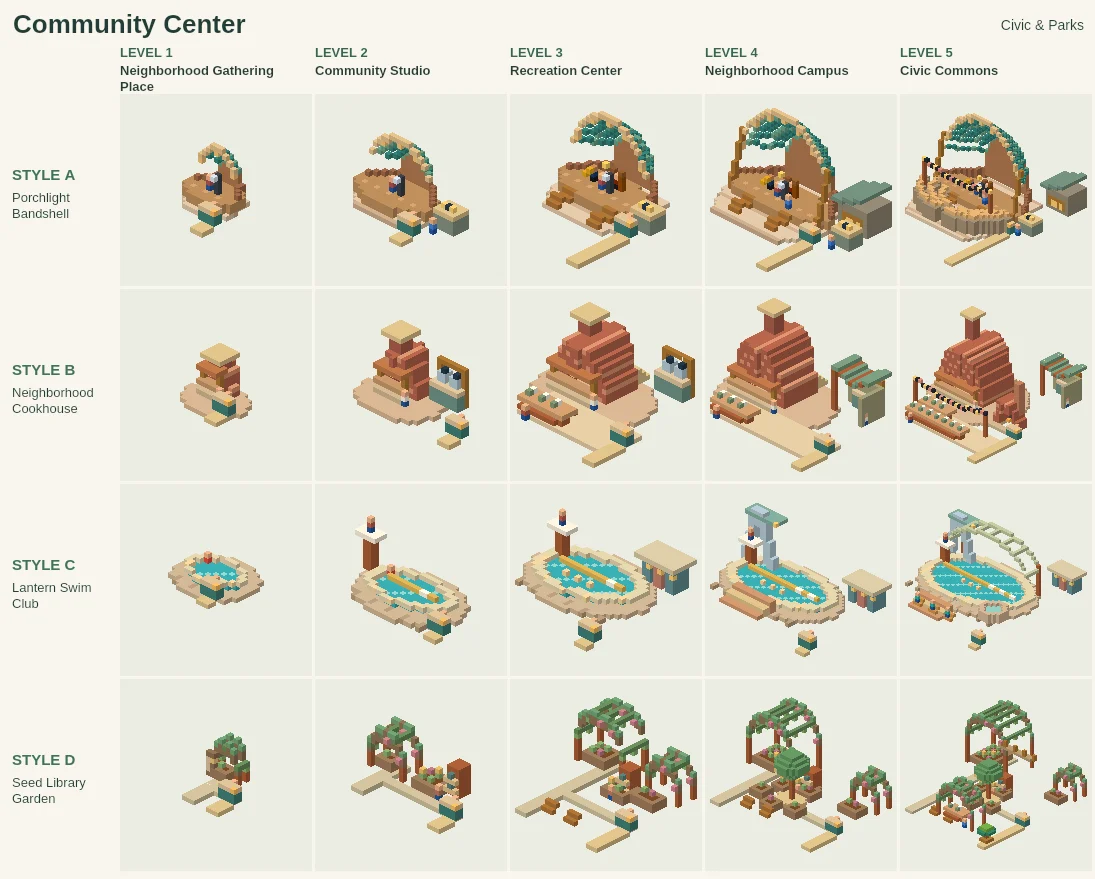 Community Center
Civic & Parks
LEVEL 1
Neighborhood Gathering
Place
LEVEL 2
Community Studio
LEVEL 3
Recreation Center
LEVEL 4
Neighborhood Campus
LEVEL 5
Civic Commons
STYLE A
Porchlight
Bandshell
STYLE B
Neighborhood
Cookhouse
STYLE C
Lantern Swim
Club
STYLE D
Seed Library
Garden